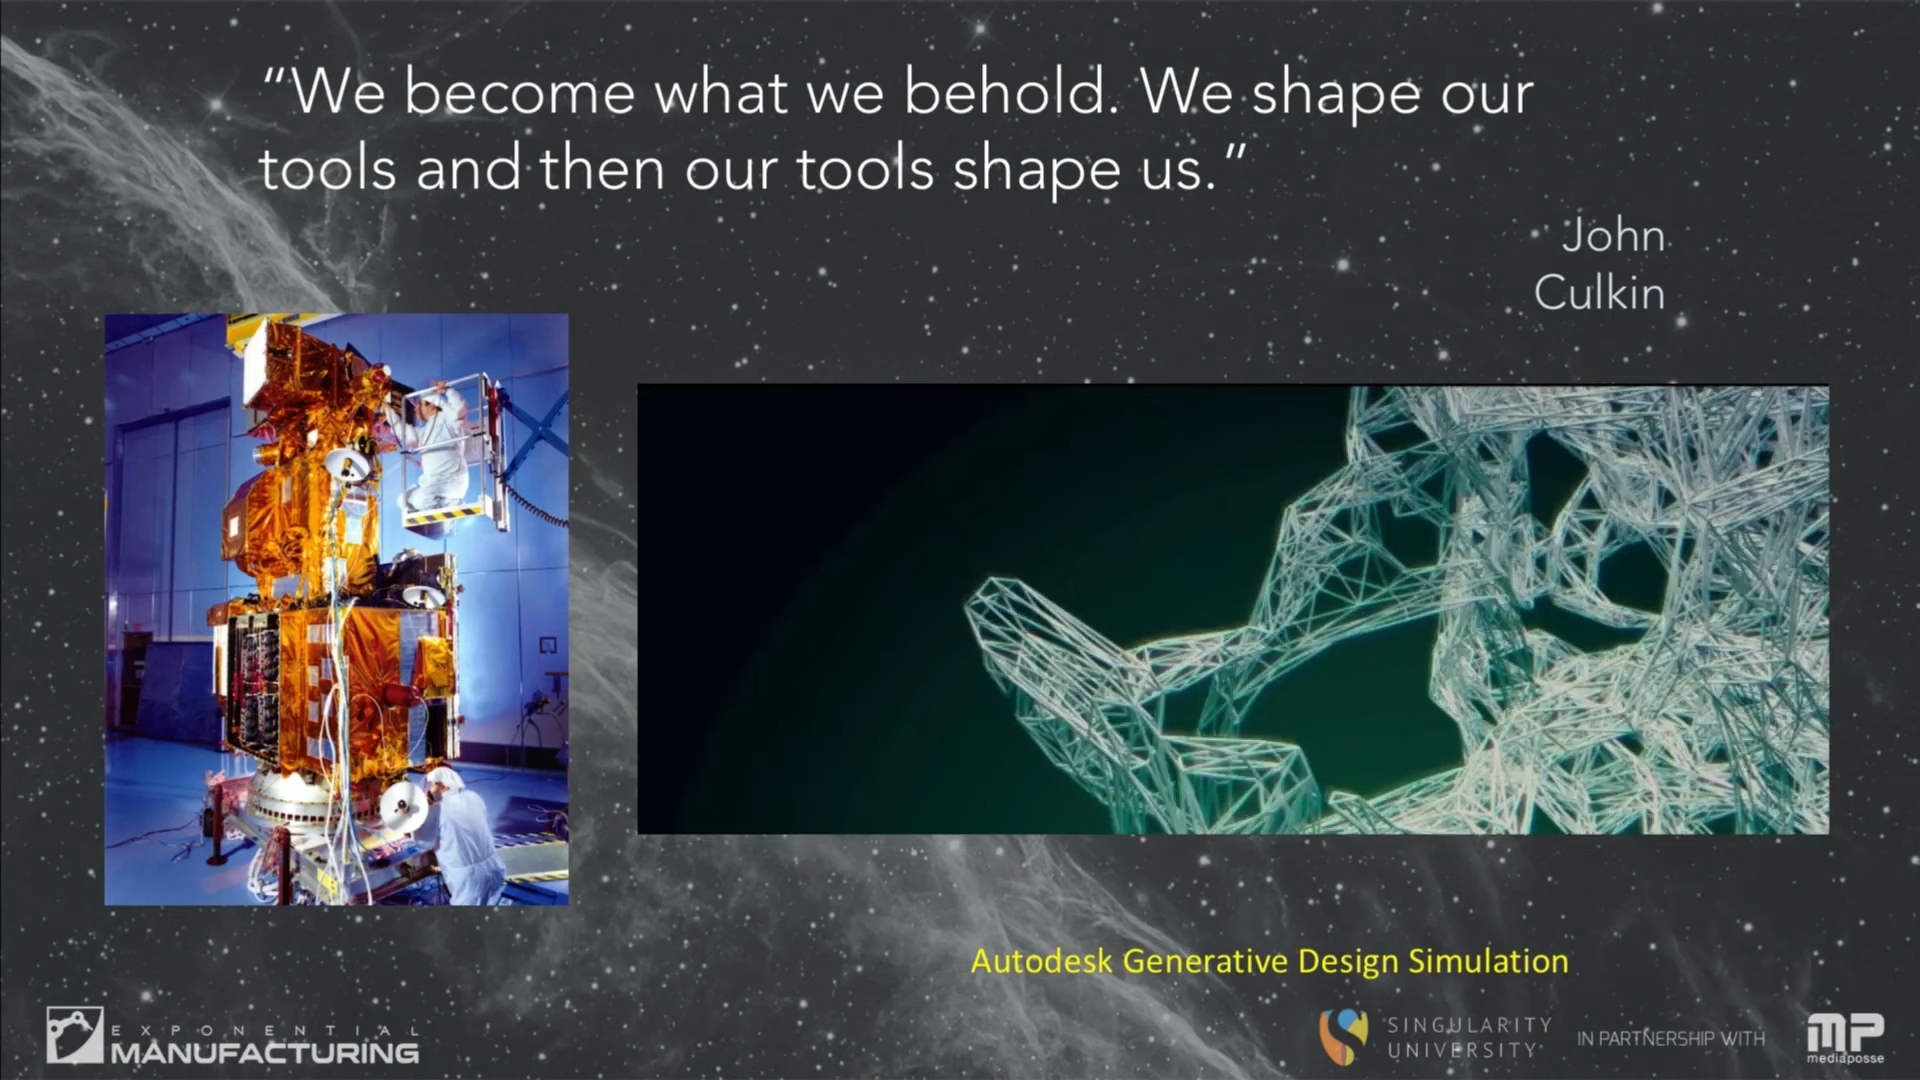 “We become what we behold. We shape our
tools and then our tools shape us.”
John
Culkin
Autodesk Generative Design Simulation
EXPONENTIAL
MANUFACTURING
SINGULARITY
UNIVERSITY
IN PARTNERSHIP WITH
MP
mediaposse